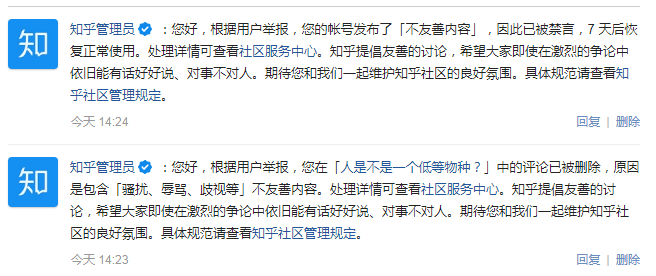 知 知乎管理员 ：您好，根据用户举报，您的帐号发布了「不友善内容」，因此已被禁言，7 天后恢
复正常使用。处理详情可查看社区服务中心。知乎提倡友善的讨论，希望大家即使在激烈的争论中
依旧能有话好好说、对事不对人。期待您和我们一起维护知乎社区的良好氛围。具体规范请查看知
乎社区管理规定。
今天 14:24 回复 | 删除
知 知乎管理员 ：您好，根据用户举报，您在「人是不是一个低等物种？」中的评论已被删除，原因
是包含「骚扰、辱骂、歧视等」不友善内容。处理详情可查看社区服务中心。知乎提倡友善的讨
论，希望大家即使在激烈的争论中依旧能有话好好说、对事不对人。期待您和我们一起维护知乎社
区的良好氛围。具体规范请查看知乎社区管理规定。
今天 14:23 回复 | 删除